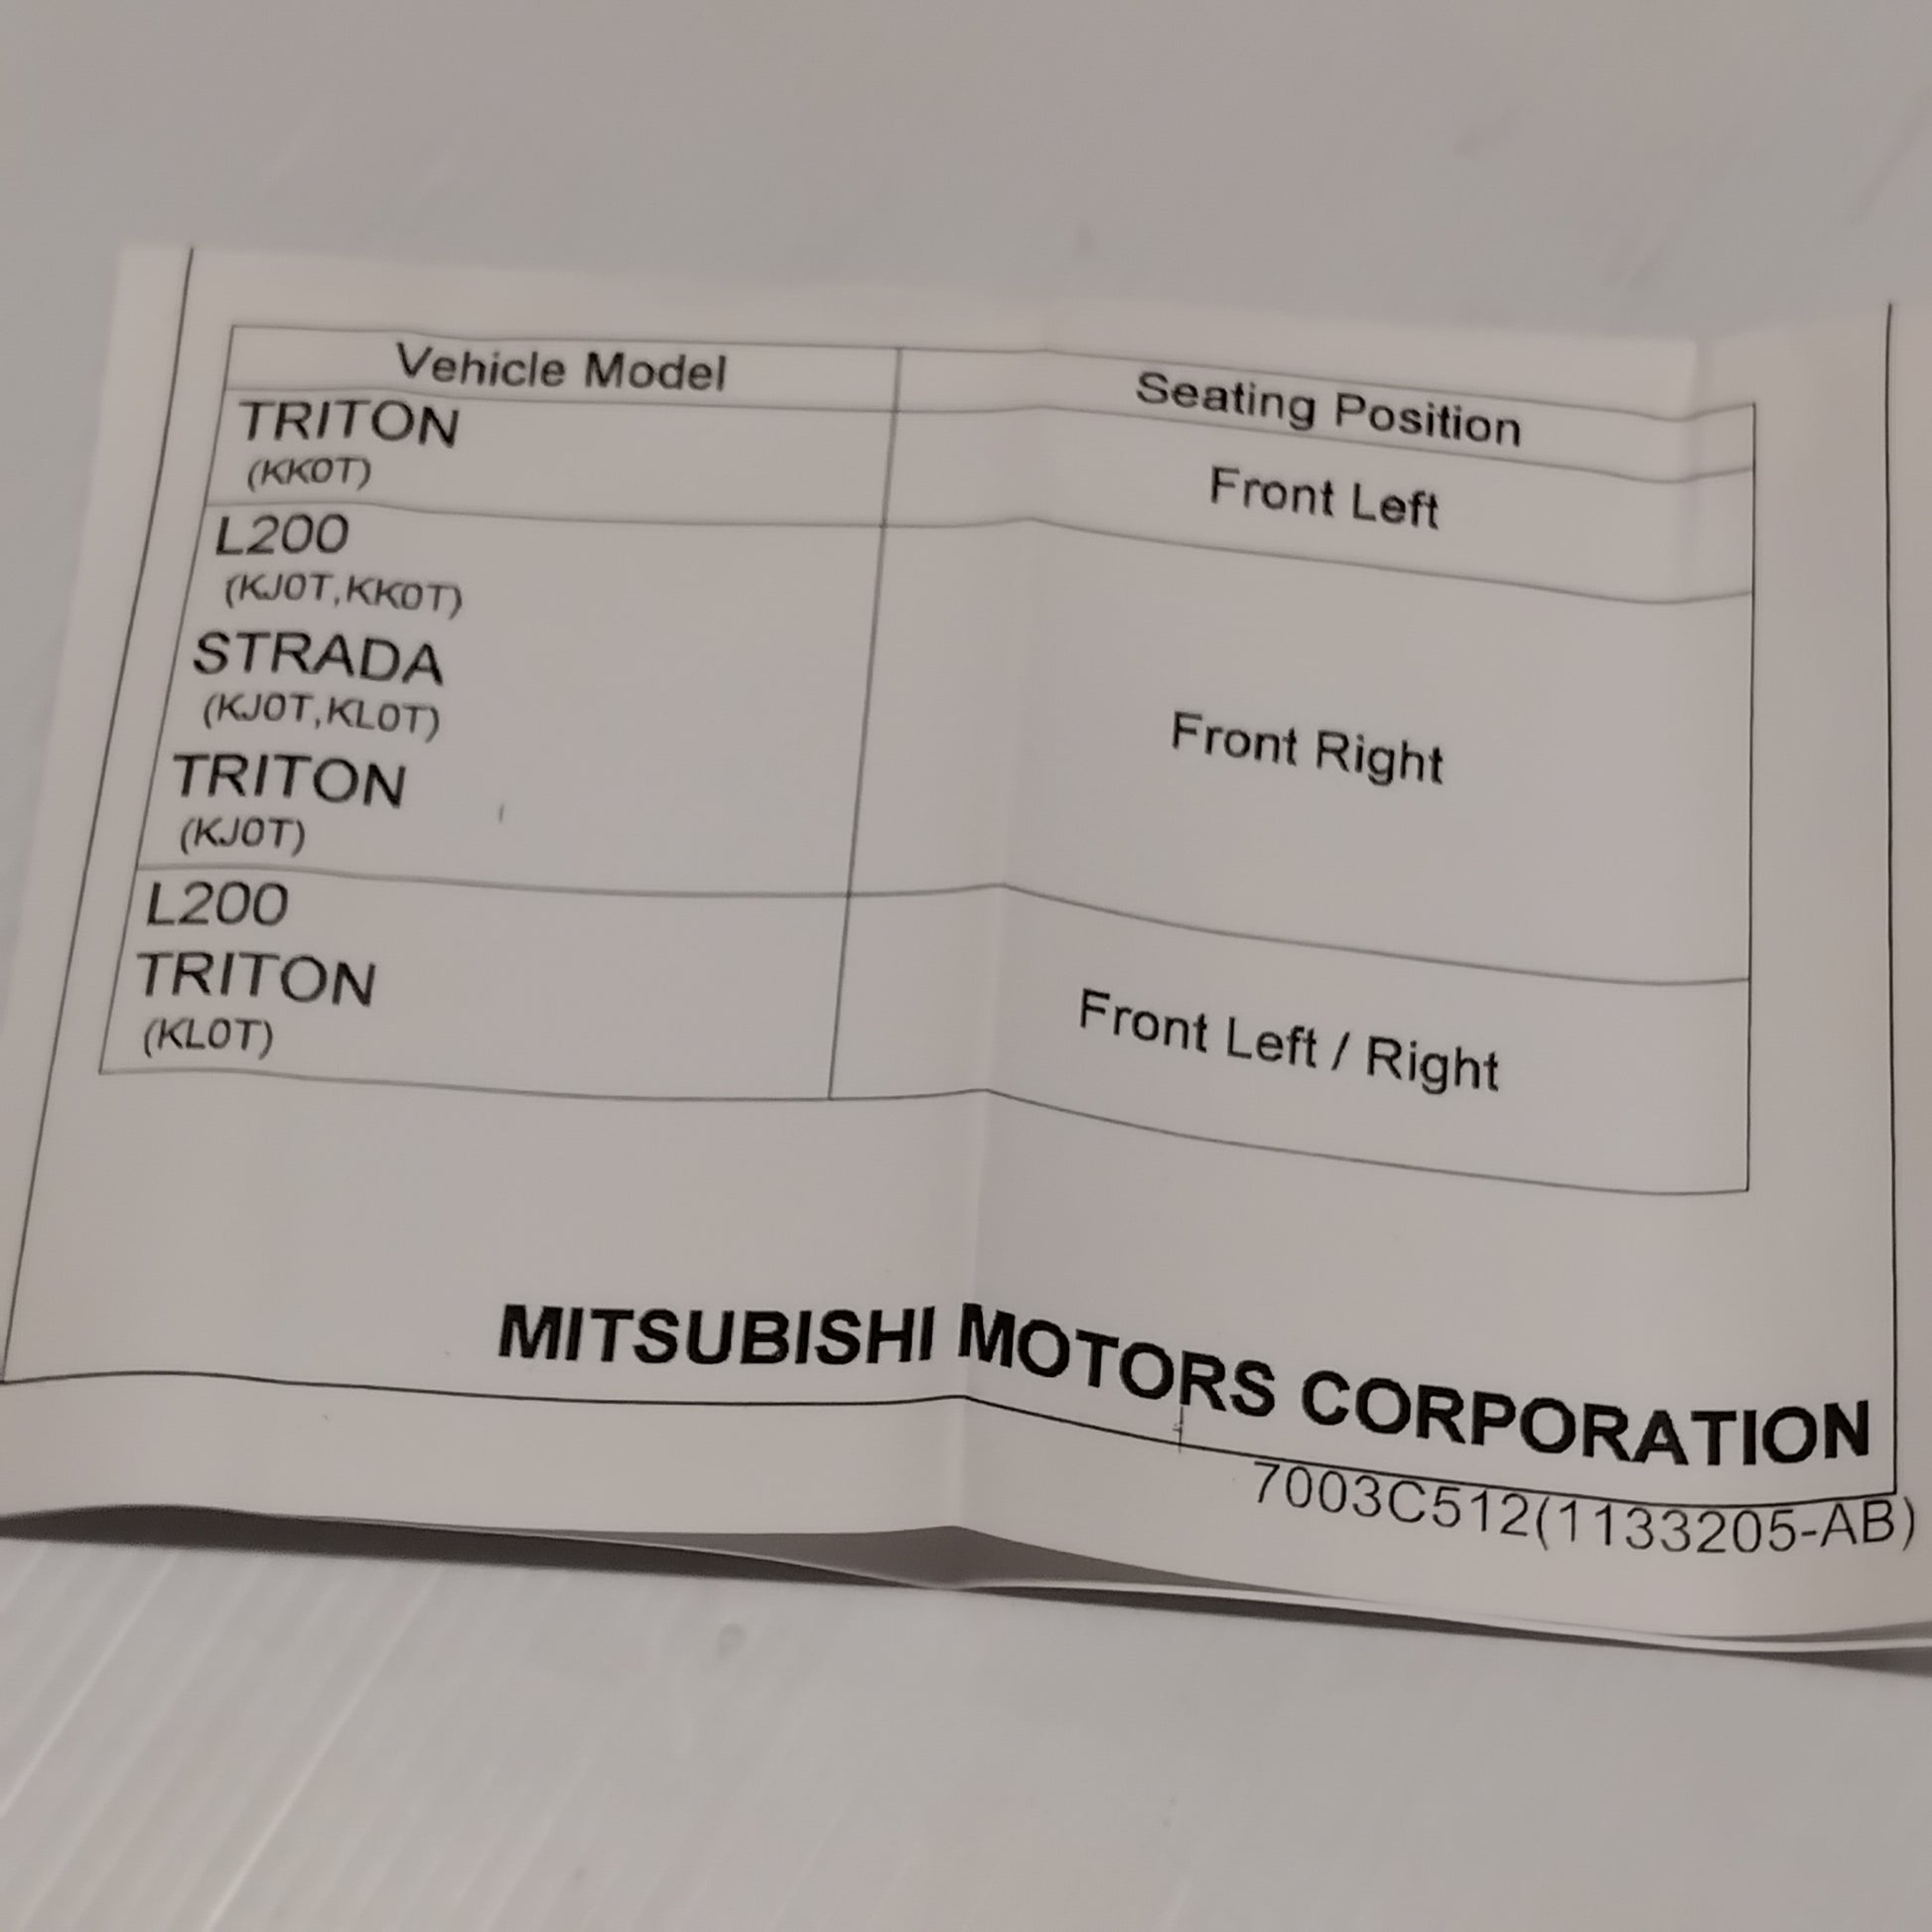 Vehicle Model Seating Position
TRITON
(KK0T)
Front Left
L200
(KJ0T,KK0T)
STRADA
(KJ0T,KL0T)
TRITON
(KJ0T)
Front Right
L200
TRITON
(KL0T)
Front Left / Right
MITSUBISHI MOTORS CORPORATION
7003C512(1133205-AB)